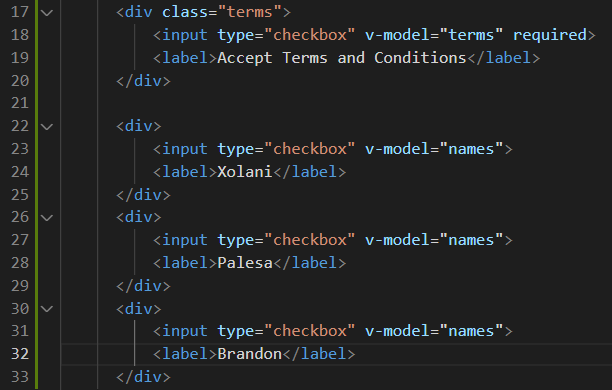 17 <div class="terms">
18 <input type="checkbox" v-model="terms" required>
19 <label>Accept Terms and Conditions</label>
20 </div>
21
22 <div>
23 <input type="checkbox" v-model="names">
24 <label>Xolani</label>
25 </div>
26 <div>
27 <input type="checkbox" v-model="names">
28 <label>Palesa</label>
29 </div>
30 <div>
31 <input type="checkbox" v-model="names">
32 <label>Brandon</label>
33 </div>